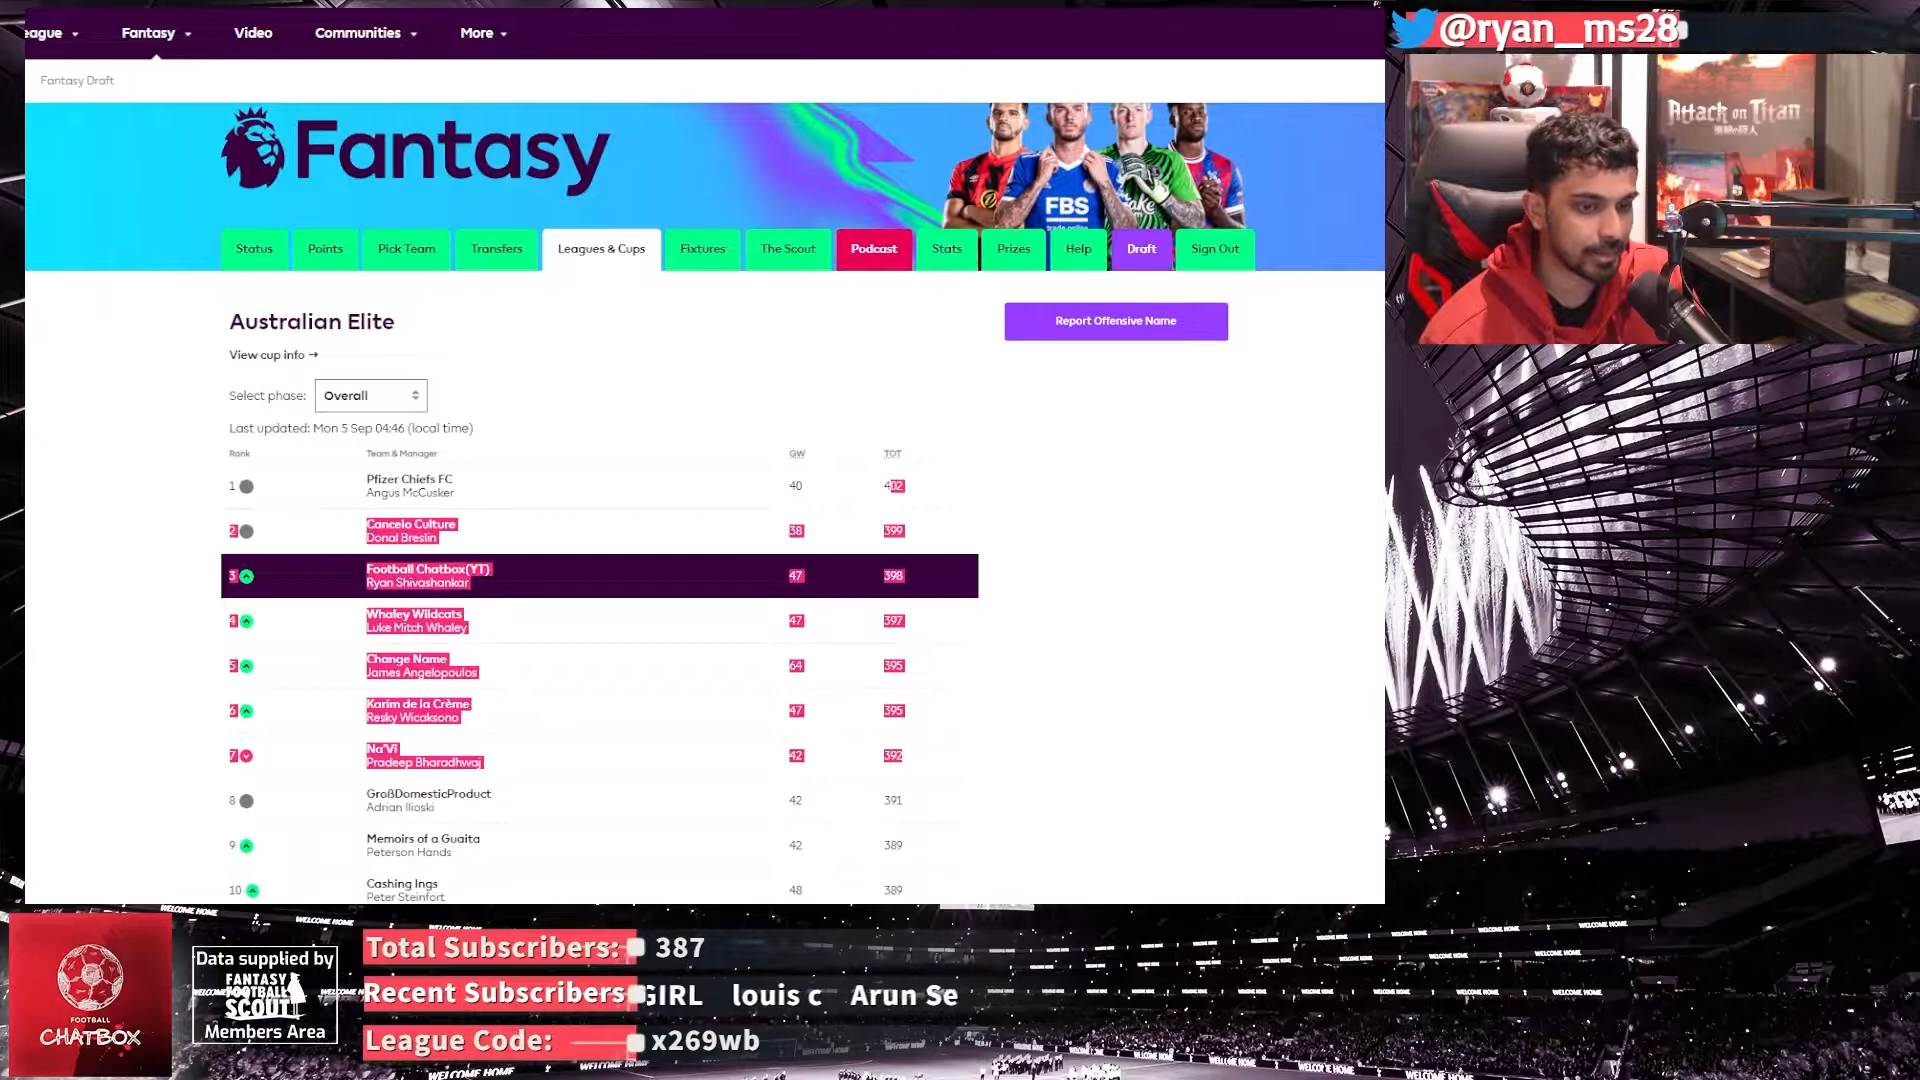 eague
Fantasy
Video
Communities
More
@ryan_ms28
Fantasy Draft
Fantasy
FBS
Attack on Titan
Status
Points
Pick Team
Transfers
Leagues & Cups
Fixtures
The Scout
Podcast
Stats
Prizes
Help
Draft
Sign Out
Australian Elite
Report Offensive Name
View cup info →
Select phase: Overall
Last updated: Mon 5 Sep 04:46 (local time)
Rank Team & Manager GW TOT
1 Pfizer Chiefs FC 40 402
Angus McCusker
2 Cancelo Culture 38 399
Donal Breslin
3 Football Chatbox(YT) 47 398
Ryan Shivashankar
4 Whaley Wildcats 47 397
Luke Mitch Whaley
5 Change Name 64 395
James Angelopoulos
6 Karim de la Crème 47 395
Resky Wicaksono
7 Na'Vi 42 392
Pradeep Bharadhwaj
8 GroßDomesticProduct 42 391
Adrian Ilioski
9 Memoirs of a Guaita 42 389
Peterson Hands
10 Cashing Ings 48 389
Peter Steinfort
FOOTBALL
CHATBOX
Data supplied by
FANTASY
FOOTBALL
SCOUT
Members Area
Total Subscribers: 387
Recent Subscribers GIRL louis c Arun Se
League Code: x269wb
WELCOME HOME